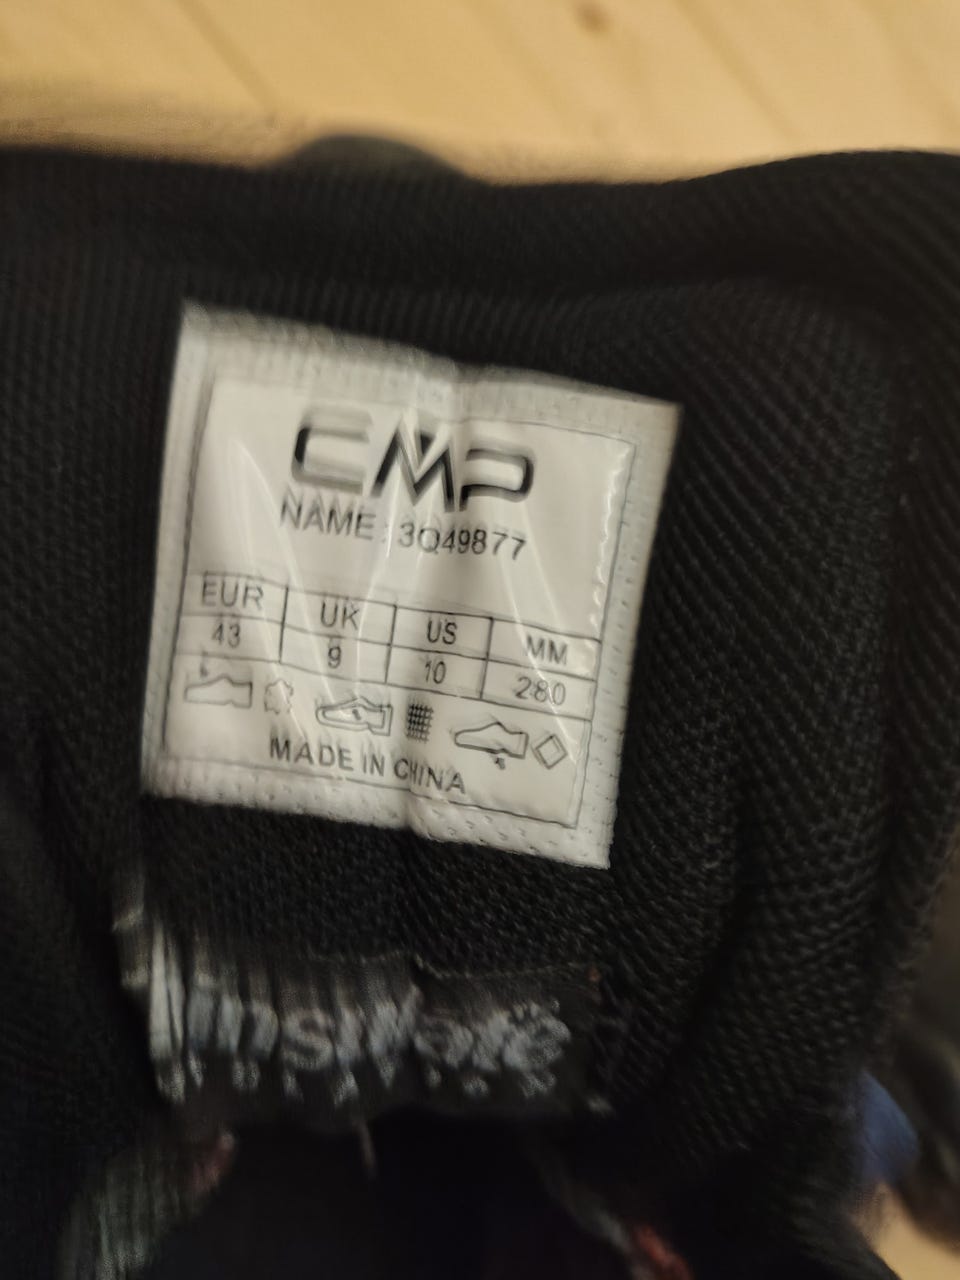 CMP
NAME: 3Q49877
EUR UK US MM
43 9 10 280
MADE IN CHINA